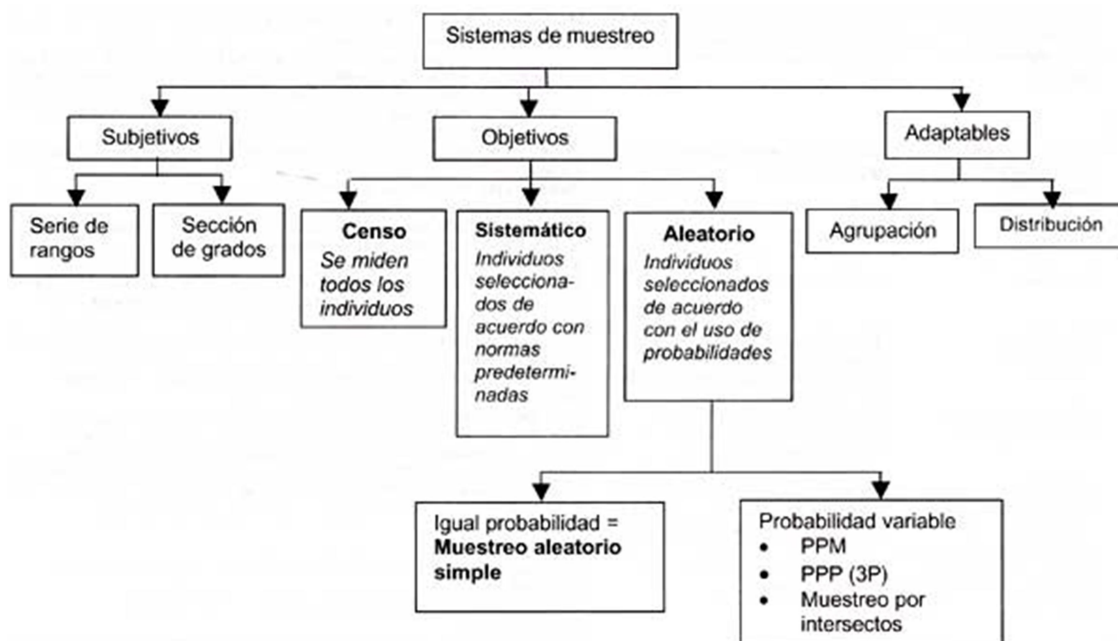 Sistemas de muestreo
Subjetivos
Objetivos
Adaptables
Serie de
rangos
Sección
de grados
Censo
Se miden
todos los
individuos
Sistemático
Individuos
selecciona-
dos de
acuerdo con
normas
predetermi-
nadas
Aleatorio
Individuos
seleccionados
de acuerdo
con el uso de
probabilidades
Agrupación
Distribución
Igual probabilidad =
Muestreo aleatorio
simple
Probabilidad variable
• PPM
• PPP (3P)
• Muestreo por
intersectos